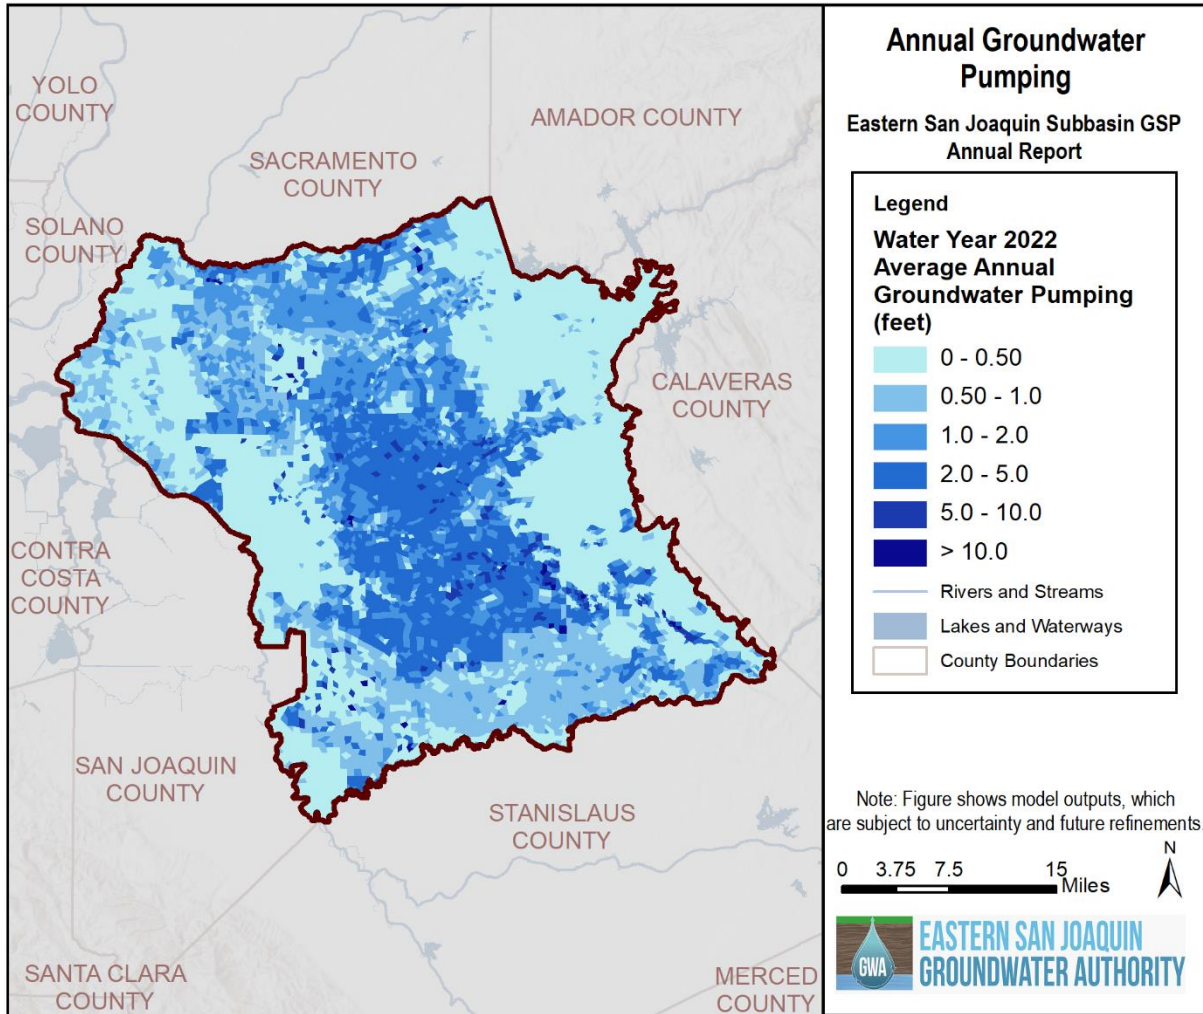 YOLO
COUNTY
AMADOR COUNTY
SACRAMENTO
COUNTY
SOLANO
COUNTY
CALAVERAS
COUNTY
CONTRA
COSTA
COUNTY
SAN JOAQUIN
COUNTY
STANISLAUS
COUNTY
SANTA CLARA
COUNTY
MERCED
COUNTY
Annual Groundwater
Pumping
Eastern San Joaquin Subbasin GSP
Annual Report
Legend
Water Year 2022
Average Annual
Groundwater Pumping
(feet)
0 - 0.50
0.50 - 1.0
1.0 - 2.0
2.0 - 5.0
5.0 - 10.0
> 10.0
Rivers and Streams
Lakes and Waterways
County Boundaries
Note: Figure shows model outputs, which
are subject to uncertainty and future refinements
N
0 3.75 7.5 15
Miles
GWA
EASTERN SAN JOAQUIN
GROUNDWATER AUTHORITY